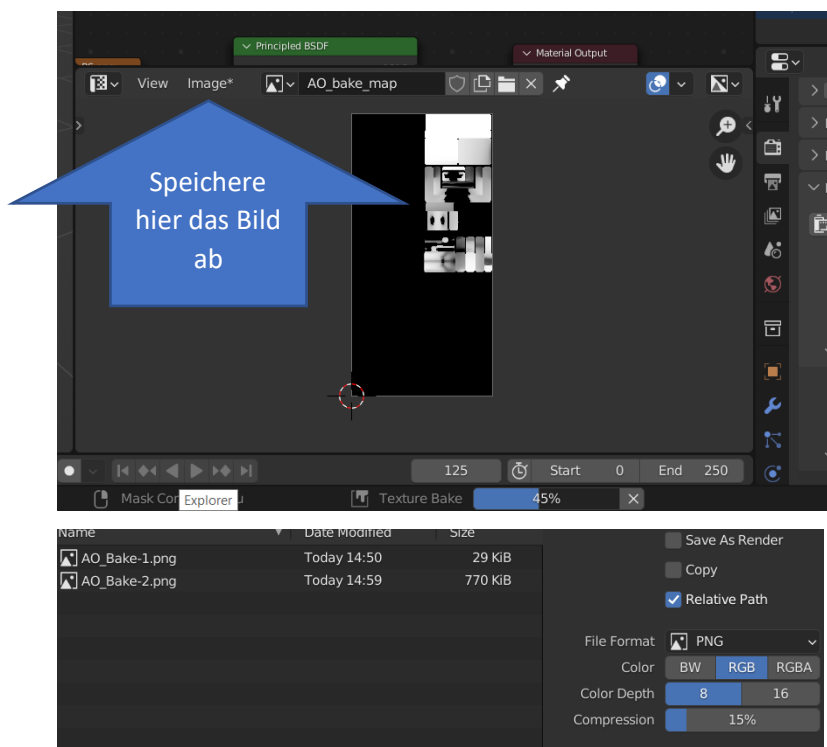 Principled BSDF
Material Output
View Image* AO_bake_map
Speichere
hier das Bild
ab
125 Start 0 End 250
Mask Con
Explorer
Texture Bake 45%
Name Date Modified Size
AO_Bake-1.png Today 14:50 29 KiB
AO_Bake-2.png Today 14:59 770 KiB
Save As Render
Copy
Relative Path
File Format PNG
Color BW RGB RGBA
Color Depth 8 16
Compression 15%